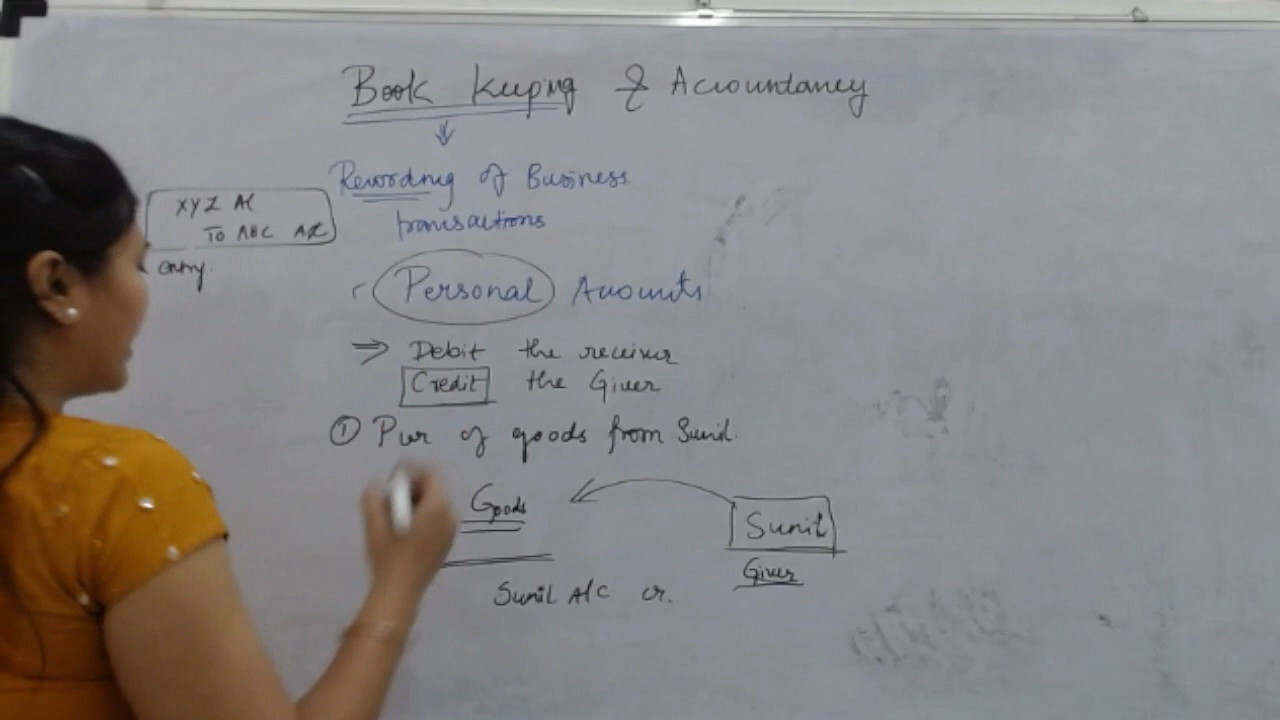 Book Keeping & Accountancy
Recording of Business
transactions
XYZ A/c
To ABC A/c
entry.
Personal Accounts
⇒ Debit the receiver
Credit the Giver
① Pur of goods from Sunil.
Goods
Sunil
Giver
Sunil A/c cr.